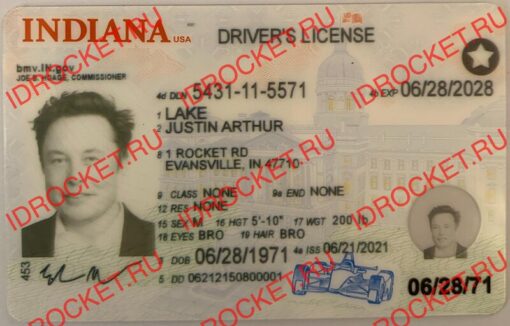 INDIANA USA
DRIVER'S LICENSE
bmv.IN.gov
JOE B. HOAGE, COMMISSIONER
4d DLN 5431-11-5571 4b EXP 06/28/2028
1 LAKE
2 JUSTIN ARTHUR
8 1 ROCKET RD
EVANSVILLE, IN 47710
9 CLASS NONE 9a END NONE
12 RES NONE
15 SEX M 16 HGT 5'-10" 17 WGT 200 lb
18 EYES BRO 19 HAIR BRO
DOB 06/28/1971 4a ISS 06/21/2021
5 DD 06212150800001
06/28/71
453
IDROCKET.RU
IDROCKET.RU
IDROCKET.RU
IDROCKET.RU
IDROCKET.RU
IDROCKET.RU
IDROCKET.RU
IDROCKET.RU